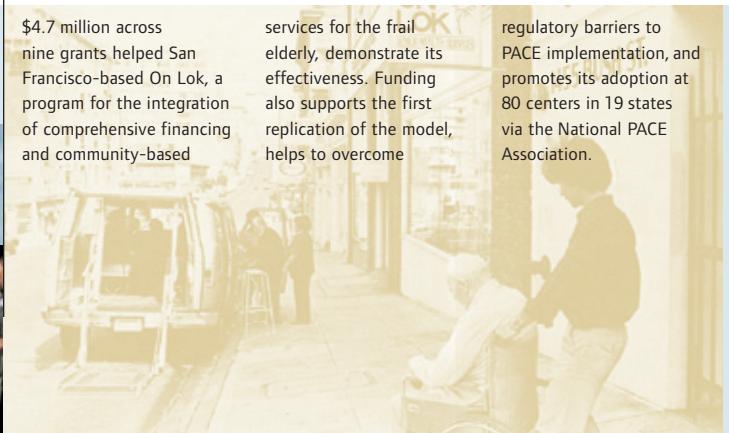 $4.7 million across
nine grants helped San
Francisco-based On Lok, a
program for the integration
of comprehensive financing
and community-based
services for the frail
elderly, demonstrate its
effectiveness. Funding
also supports the first
replication of the model,
helps to overcome
regulatory barriers to
PACE implementation, and
promotes its adoption at
80 centers in 19 states
via the National PACE
Association.
LOK